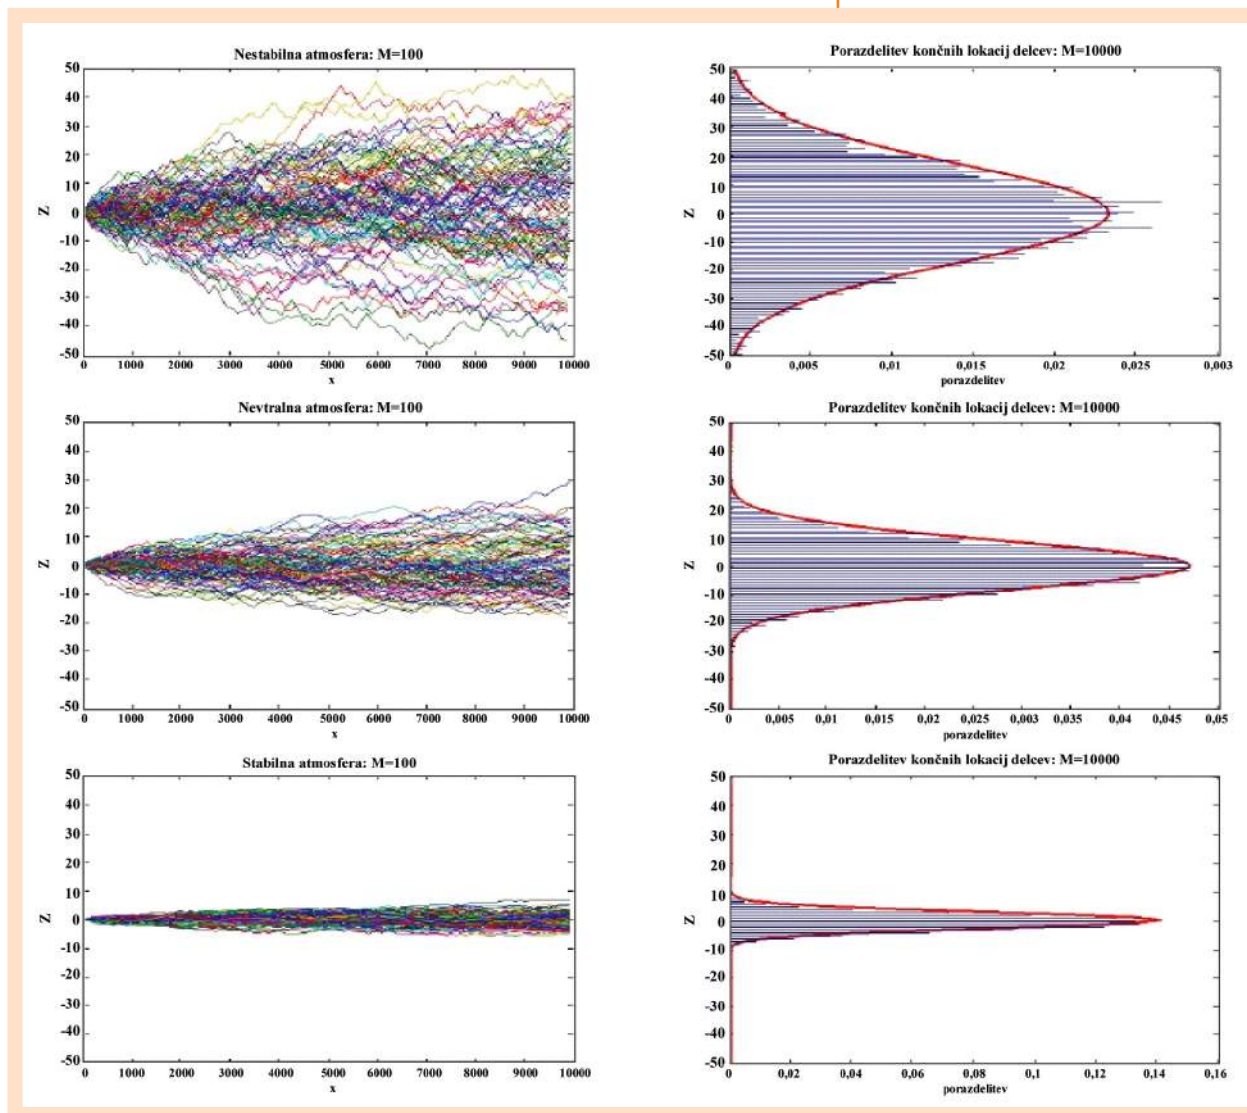 Nestabilna atmosfera: M=100
50
40
30
20
10
0
-10
-20
-30
-40
-50
Z
0 1000 2000 3000 4000 5000 6000 7000 8000 9000 10000
x
Porazdelitev končnih lokacij delcev: M=10000
50
40
30
20
10
0
-10
-20
-30
-40
-50
Z
0 0,005 0,01 0,015 0,02 0,025 0,003
porazdelitev
Nevtralna atmosfera: M=100
50
40
30
20
10
0
-10
-20
-30
-40
-50
Z
0 1000 2000 3000 4000 5000 6000 7000 8000 9000 10000
x
Porazdelitev končnih lokacij delcev: M=10000
50
40
30
20
10
0
-10
-20
-30
-40
-50
Z
0 0,005 0,01 0,015 0,02 0,025 0,003 0,035 0,04 0,045 0,05
porazdelitev
Stabilna atmosfera: M=100
50
40
30
20
10
0
-10
-20
-30
-40
-50
Z
0 1000 2000 3000 4000 5000 6000 7000 8000 9000 10000
x
Porazdelitev končnih lokacij delcev: M=10000
50
40
30
20
10
0
-10
-20
-30
-40
-50
Z
0 0,02 0,04 0,06 0,08 0,1 0,12 0,14 0,16
porazdelitev